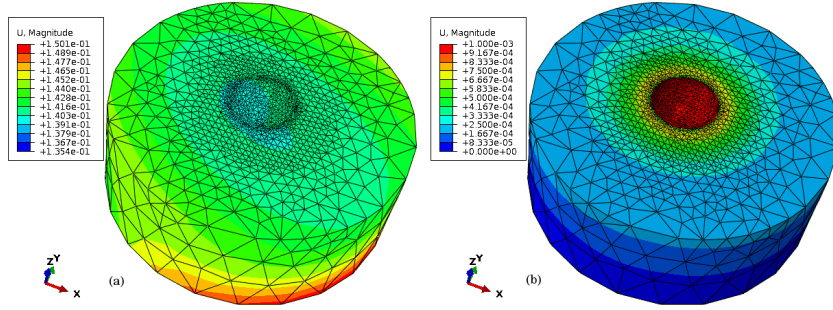 U, Magnitude
+1.501e-01
+1.489e-01
+1.477e-01
+1.465e-01
+1.452e-01
+1.440e-01
+1.428e-01
+1.416e-01
+1.403e-01
+1.391e-01
+1.379e-01
+1.367e-01
+1.354e-01
Z Y
X
(a)
U, Magnitude
+1.000e-03
+9.167e-04
+8.333e-04
+7.500e-04
+6.667e-04
+5.833e-04
+5.000e-04
+4.167e-04
+3.333e-04
+2.500e-04
+1.667e-04
+8.333e-05
+0.000e+00
Z Y
X
(b)